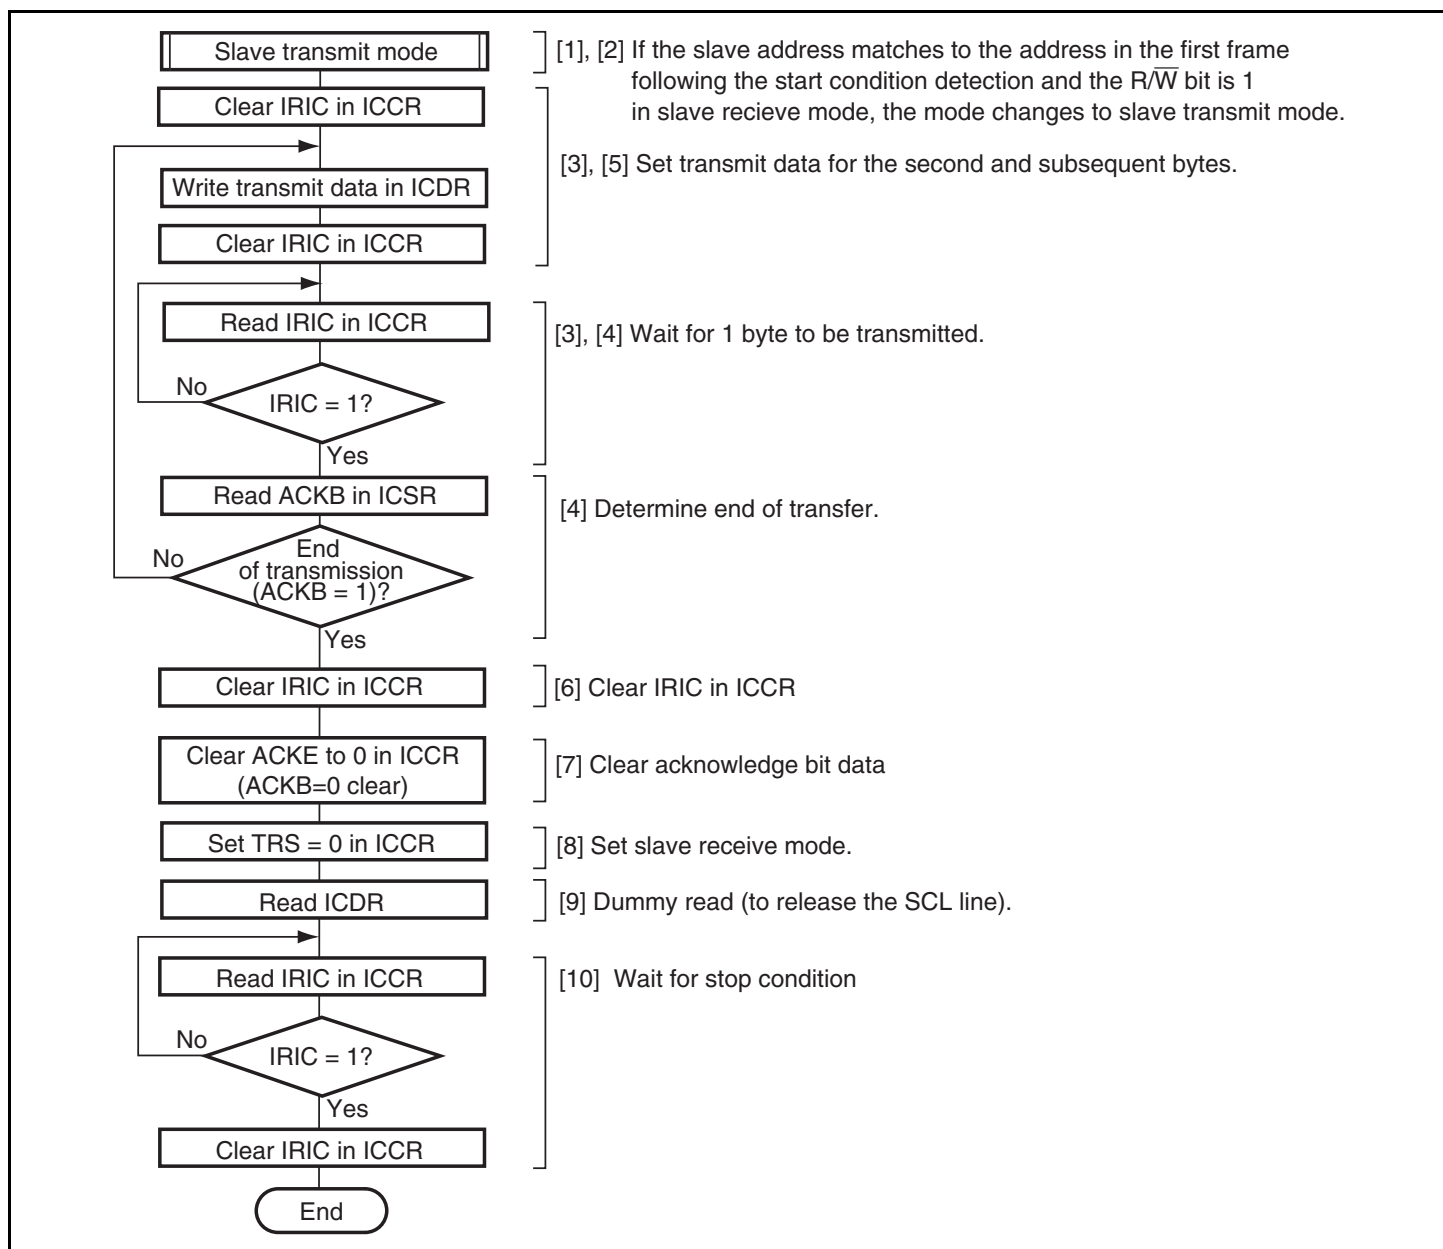 Slave transmit mode
[1], [2] If the slave address matches to the address in the first frame
following the start condition detection and the R/W̅ bit is 1
in slave recieve mode, the mode changes to slave transmit mode.
Clear IRIC in ICCR
[3], [5] Set transmit data for the second and subsequent bytes.
Write transmit data in ICDR
Clear IRIC in ICCR
Read IRIC in ICCR
[3], [4] Wait for 1 byte to be transmitted.
No
IRIC = 1?
Yes
Read ACKB in ICSR
[4] Determine end of transfer.
No
End
of transmission
(ACKB = 1)?
Yes
Clear IRIC in ICCR
[6] Clear IRIC in ICCR
Clear ACKE to 0 in ICCR
(ACKB=0 clear)
[7] Clear acknowledge bit data
Set TRS = 0 in ICCR
[8] Set slave receive mode.
Read ICDR
[9] Dummy read (to release the SCL line).
Read IRIC in ICCR
[10] Wait for stop condition
No
IRIC = 1?
Yes
Clear IRIC in ICCR
End